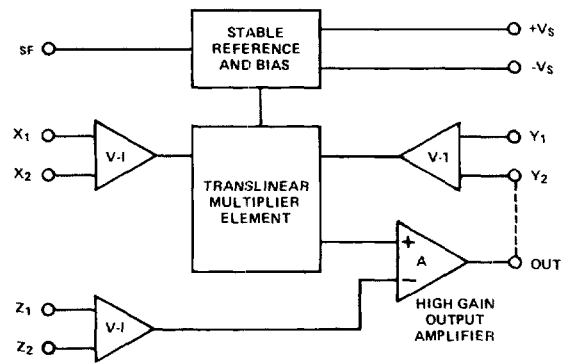 STABLE
REFERENCE
AND BIAS
SF
+VS
-VS
X1
X2
V-I
TRANSLINEAR
MULTIPLIER
ELEMENT
V-1
Y1
Y2
+
A
−
OUT
HIGH GAIN
OUTPUT
AMPLIFIER
Z1
Z2
V-I